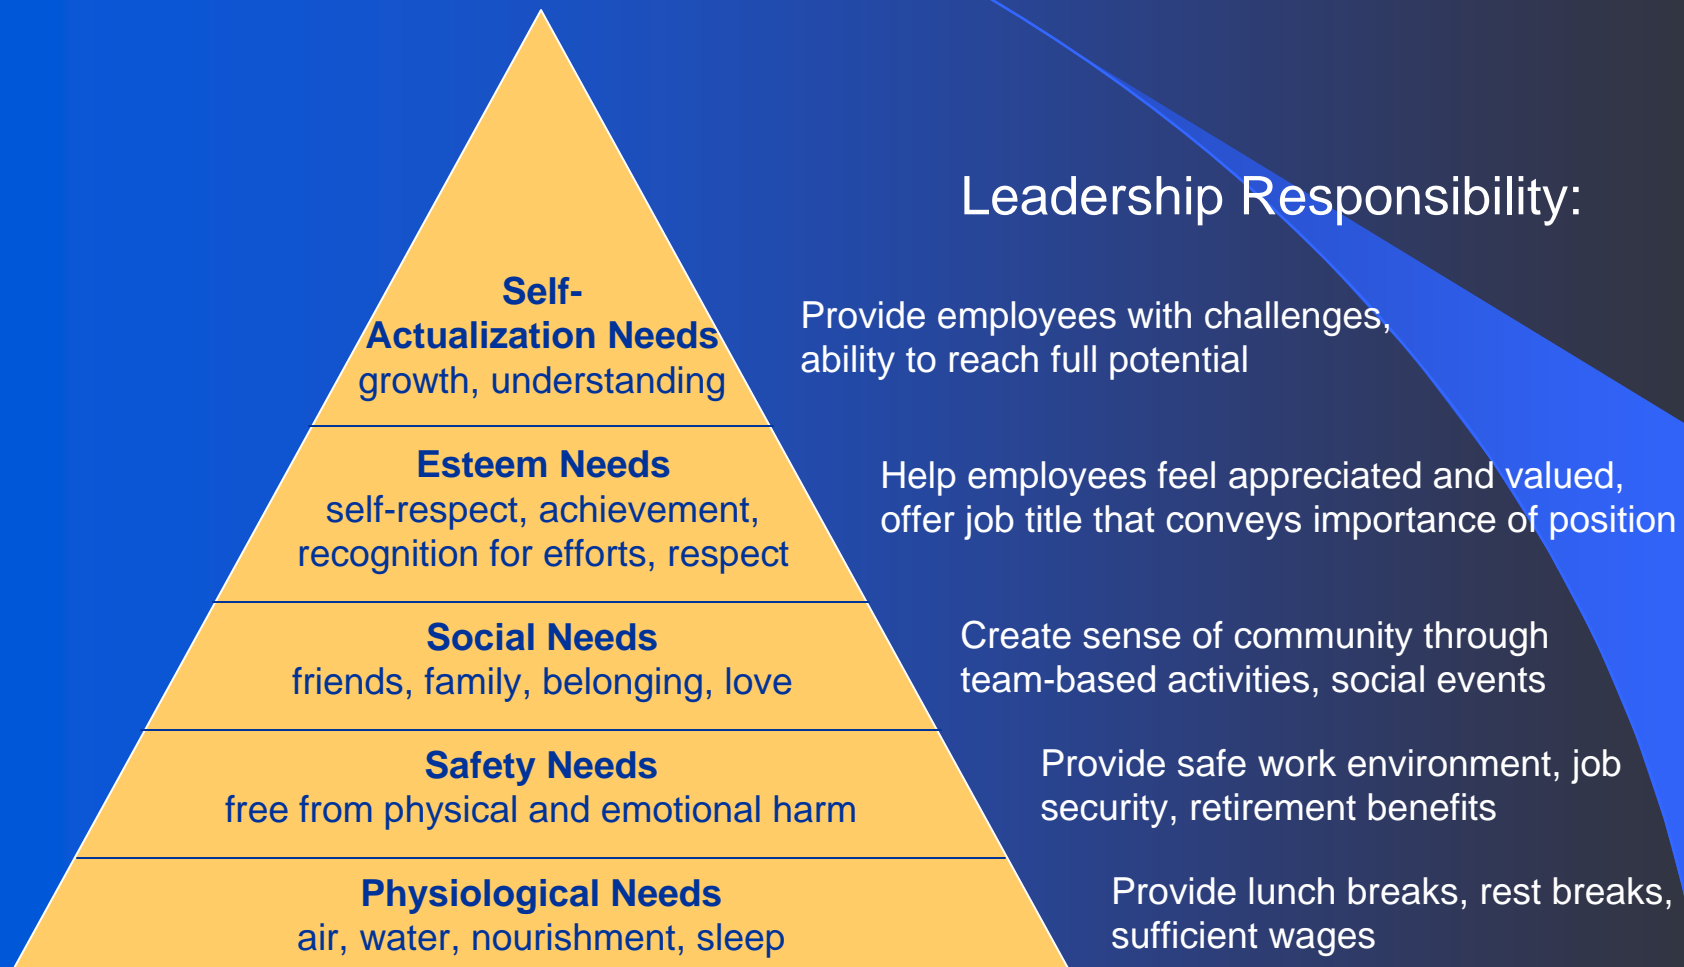 Leadership Responsibility:
Self-
Actualization Needs
growth, understanding
Provide employees with challenges,
ability to reach full potential
Esteem Needs
self-respect, achievement,
recognition for efforts, respect
Help employees feel appreciated and valued,
offer job title that conveys importance of position
Social Needs
friends, family, belonging, love
Create sense of community through
team-based activities, social events
Safety Needs
free from physical and emotional harm
Provide safe work environment, job
security, retirement benefits
Physiological Needs
air, water, nourishment, sleep
Provide lunch breaks, rest breaks,
sufficient wages